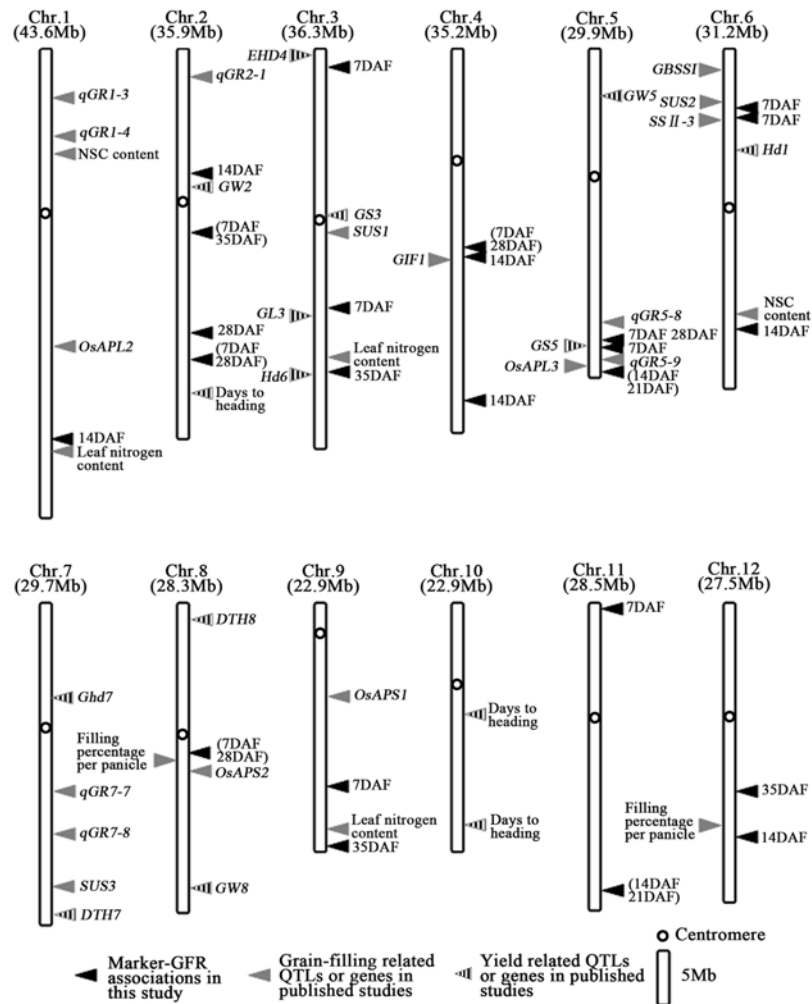 Chr.1
(43.6Mb)
qGR1-3
qGR1-4
NSC content
OsAPL2
14DAF
Leaf nitrogen
content
Chr.2
(35.9Mb)
qGR2-1
14DAF
GW2
(7DAF
35DAF)
28DAF
(7DAF
28DAF)
Days to
heading
Chr.3
(36.3Mb)
EHD4
7DAF
GS3
SUS1
7DAF
GL3
Leaf nitrogen
content
Hd6
35DAF
Chr.4
(35.2Mb)
(7DAF
28DAF)
GIF1
14DAF
14DAF
Chr.5
(29.9Mb)
GW5
qGR5-8
7DAF 28DAF
GS5
7DAF
qGR5-9
OsAPL3
(14DAF
21DAF)
Chr.6
(31.2Mb)
GBSSI
SUS2
7DAF
SSⅡ-3
7DAF
Hd1
NSC
content
14DAF
Chr.7
(29.7Mb)
Ghd7
qGR7-7
qGR7-8
SUS3
DTH7
Chr.8
(28.3Mb)
DTH8
Filling
percentage
per panicle
(7DAF
28DAF)
OsAPS2
GW8
Chr.9
(22.9Mb)
OsAPS1
7DAF
Leaf nitrogen
content
35DAF
Chr.10
(22.9Mb)
Days to
heading
Days to
heading
Chr.11
(28.5Mb)
7DAF
(14DAF
21DAF)
Chr.12
(27.5Mb)
35DAF
Filling
percentage
per panicle
14DAF
Marker-GFR
associations in
this study
Grain-filling related
QTLs or genes in
published studies
Yield related QTLs
or genes in published
studies
Centromere
5Mb